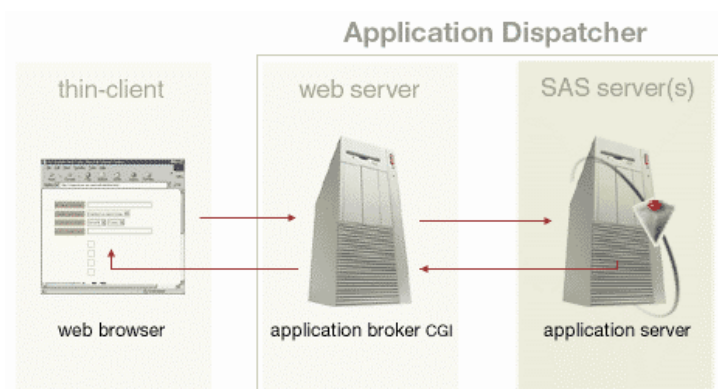 Application Dispatcher
thin-client
web server
SAS server(s)
web browser
application broker CGI
application server